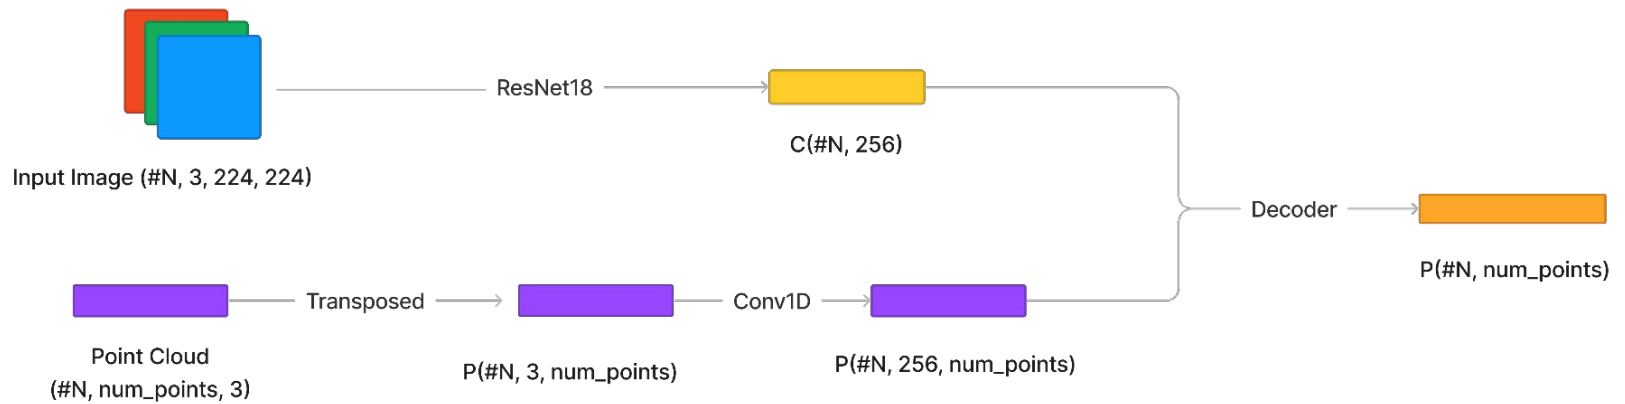 ResNet18
C(#N, 256)
Input Image (#N, 3, 224, 224)
Decoder
P(#N, num_points)
Transposed
Conv1D
Point Cloud
(#N, num_points, 3)
P(#N, 3, num_points)
P(#N, 256, num_points)